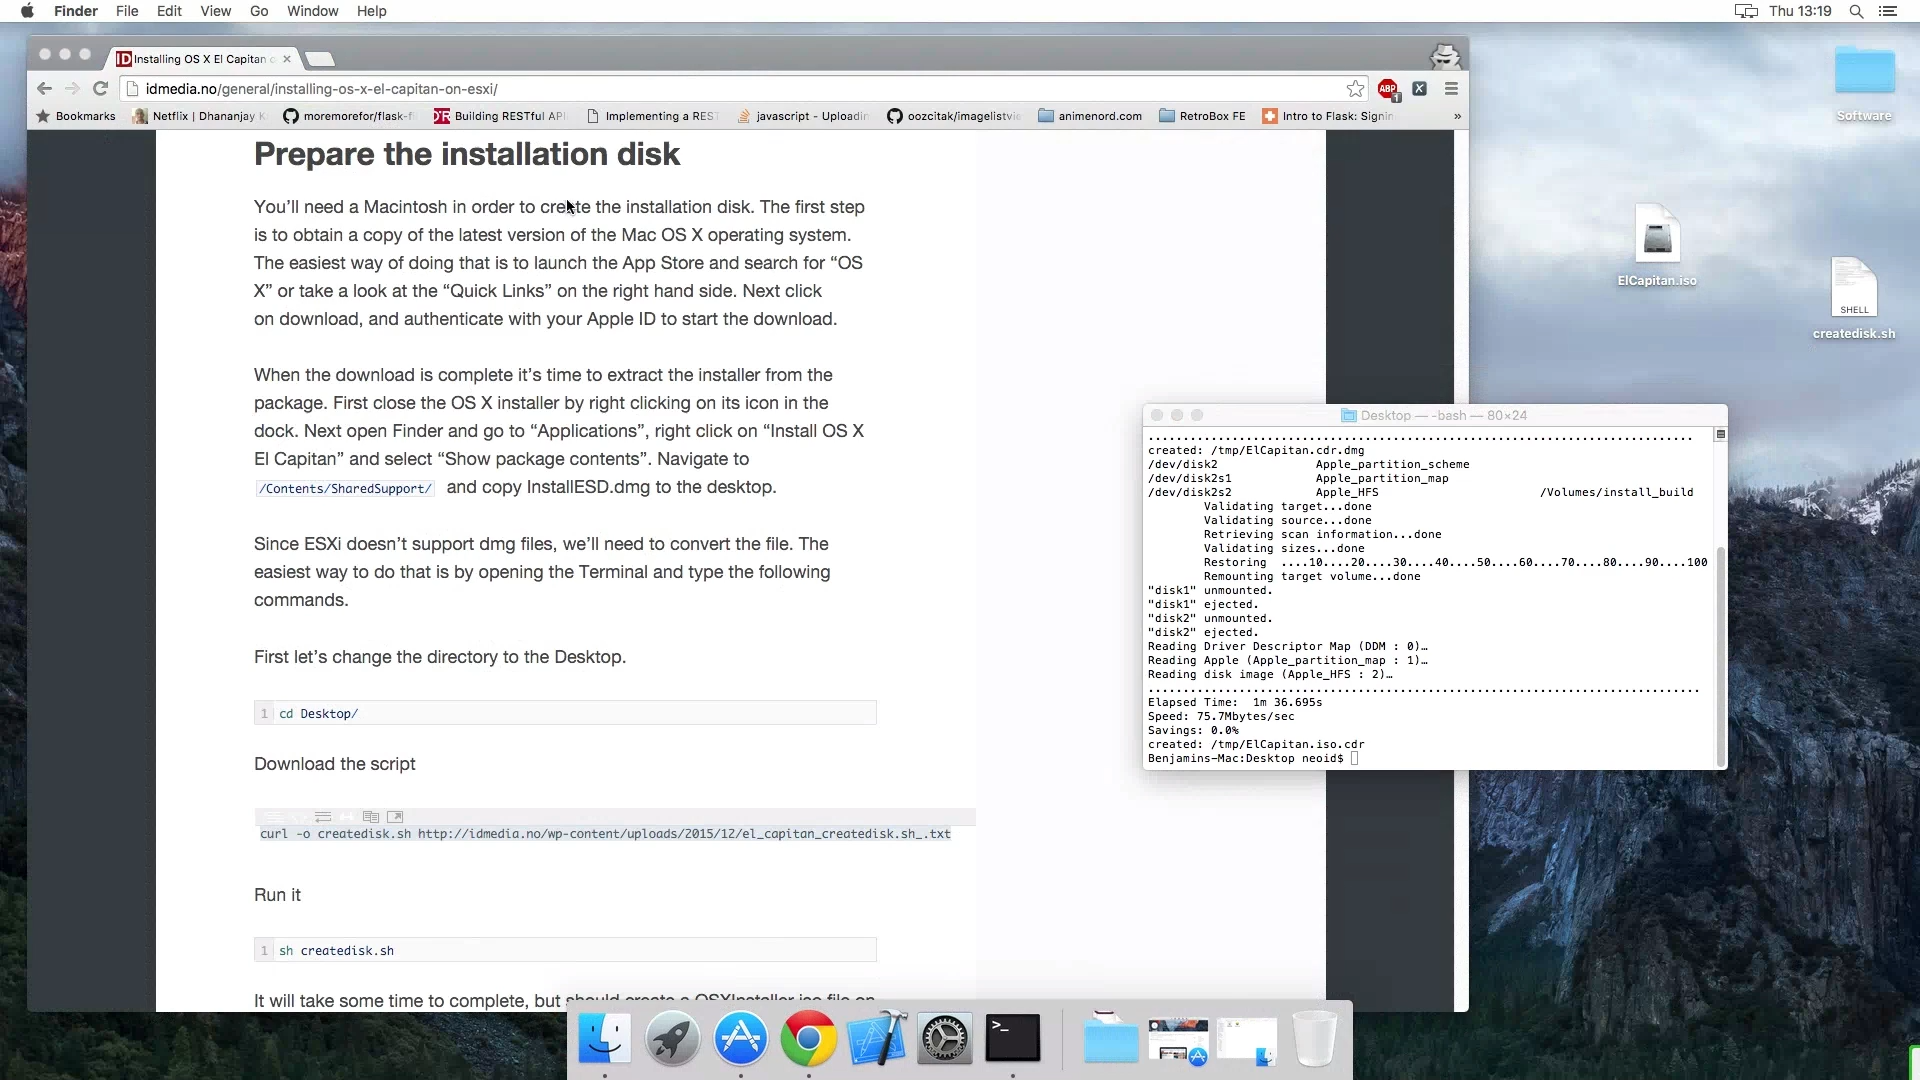 Finder File Edit View Go Window Help
Thu 13:19
Installing OS X El Capitan
idmedia.no/general/installing-os-x-el-capitan-on-esxi/
ABP
1
Bookmarks
Netflix | Dhananjay
moremorefor/flask-f
Building RESTful AP
Implementing a RES
javascript - Uploadin
oozcitak/imagelistvi
animenord.com
RetroBox FE
Intro to Flask: Signin
»
Prepare the installation disk
You’ll need a Macintosh in order to create the installation disk. The first step
is to obtain a copy of the latest version of the Mac OS X operating system.
The easiest way of doing that is to launch the App Store and search for “OS
X” or take a look at the “Quick Links” on the right hand side. Next click
on download, and authenticate with your Apple ID to start the download.
When the download is complete it’s time to extract the installer from the
package. First close the OS X installer by right clicking on its icon in the
dock. Next open Finder and go to “Applications”, right click on “Install OS X
El Capitan” and select “Show package contents”. Navigate to
/Contents/SharedSupport/ and copy InstallESD.dmg to the desktop.
Since ESXi doesn’t support dmg files, we’ll need to convert the file. The
easiest way to do that is by opening the Terminal and type the following
commands.
First let’s change the directory to the Desktop.
1 cd Desktop/
Download the script
curl -o createdisk.sh http://idmedia.no/wp-content/uploads/2015/12/el_capitan_createdisk.sh_.txt
Run it
1 sh createdisk.sh
It will take some time to complete, but should create a OSXInstaller.iso file on
Desktop — -bash — 80×24
created: /tmp/ElCapitan.cdr.dmg
/dev/disk2 Apple_partition_scheme
/dev/disk2s1 Apple_partition_map
/dev/disk2s2 Apple_HFS /Volumes/install_build
Validating target...done
Validating source...done
Retrieving scan information...done
Validating sizes...done
Restoring ....10....20....30....40....50....60....70....80....90....100
Remounting target volume...done
"disk1" unmounted.
"disk1" ejected.
"disk2" unmounted.
"disk2" ejected.
Reading Driver Descriptor Map (DDM : 0)…
Reading Apple (Apple_partition_map : 1)…
Reading disk image (Apple_HFS : 2)…
Elapsed Time: 1m 36.695s
Speed: 75.7Mbytes/sec
Savings: 0.0%
created: /tmp/ElCapitan.iso.cdr
Benjamins-Mac:Desktop neoid$
Software
ElCapitan.iso
SHELL
createdisk.sh